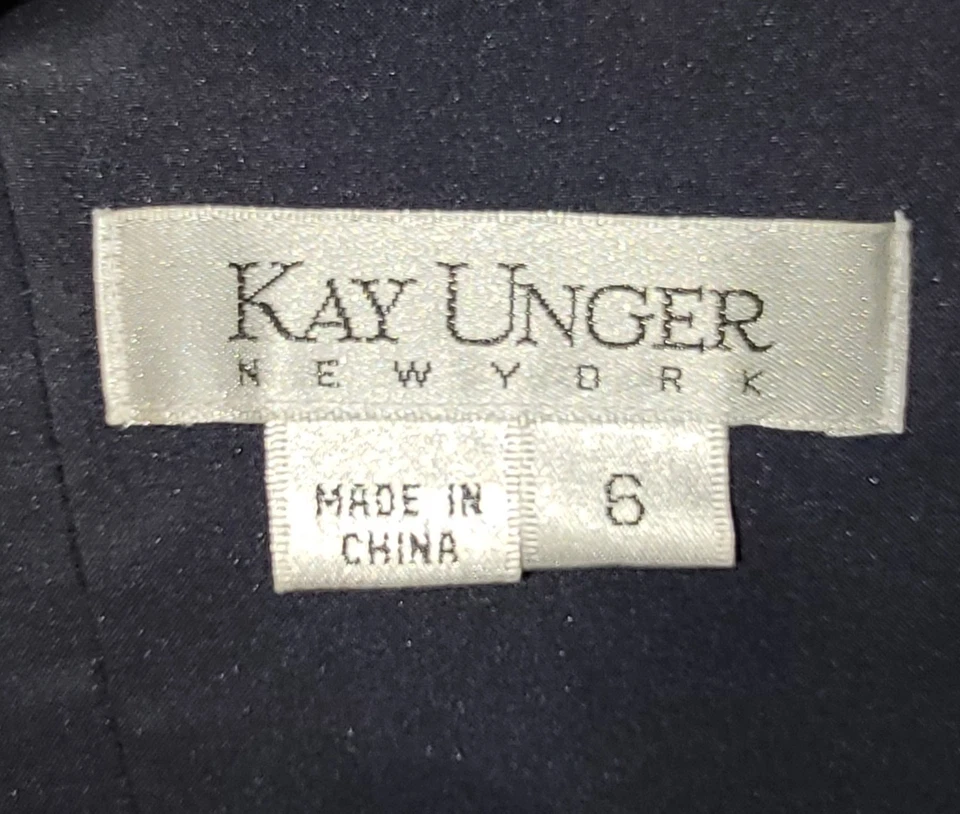 KAY UNGER
NEW YORK
MADE IN
CHINA
6